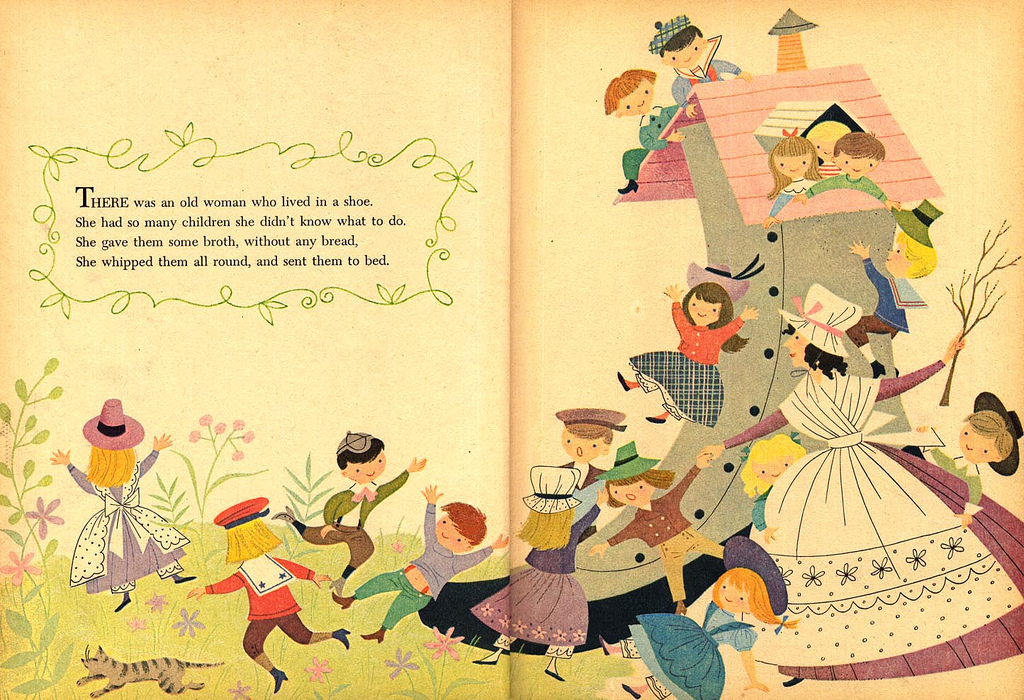 THERE was an old woman who lived in a shoe.
She had so many children she didn't know what to do.
She gave them some broth, without any bread,
She whipped them all round, and sent them to bed.